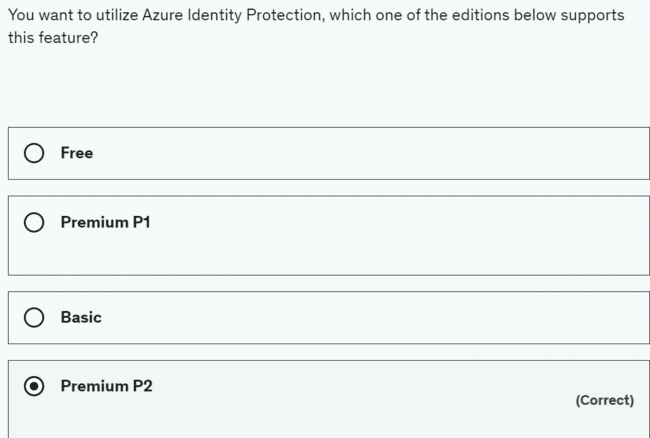 You want to utilize Azure Identity Protection, which one of the editions below supports
this feature?
Free
Premium P1
Basic
Premium P2
(Correct)